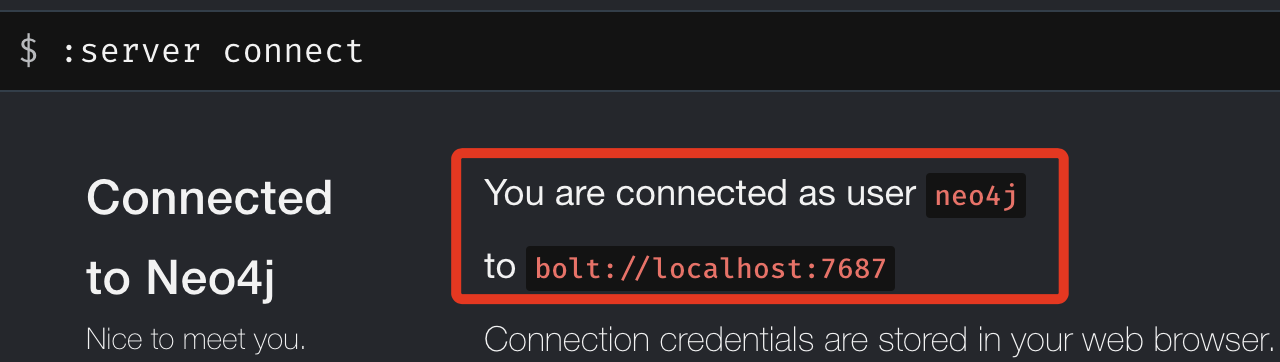 $ :server connect
Connected
to Neo4j
Nice to meet you.
You are connected as user neo4j
to bolt://localhost:7687
Connection credentials are stored in your web browser.